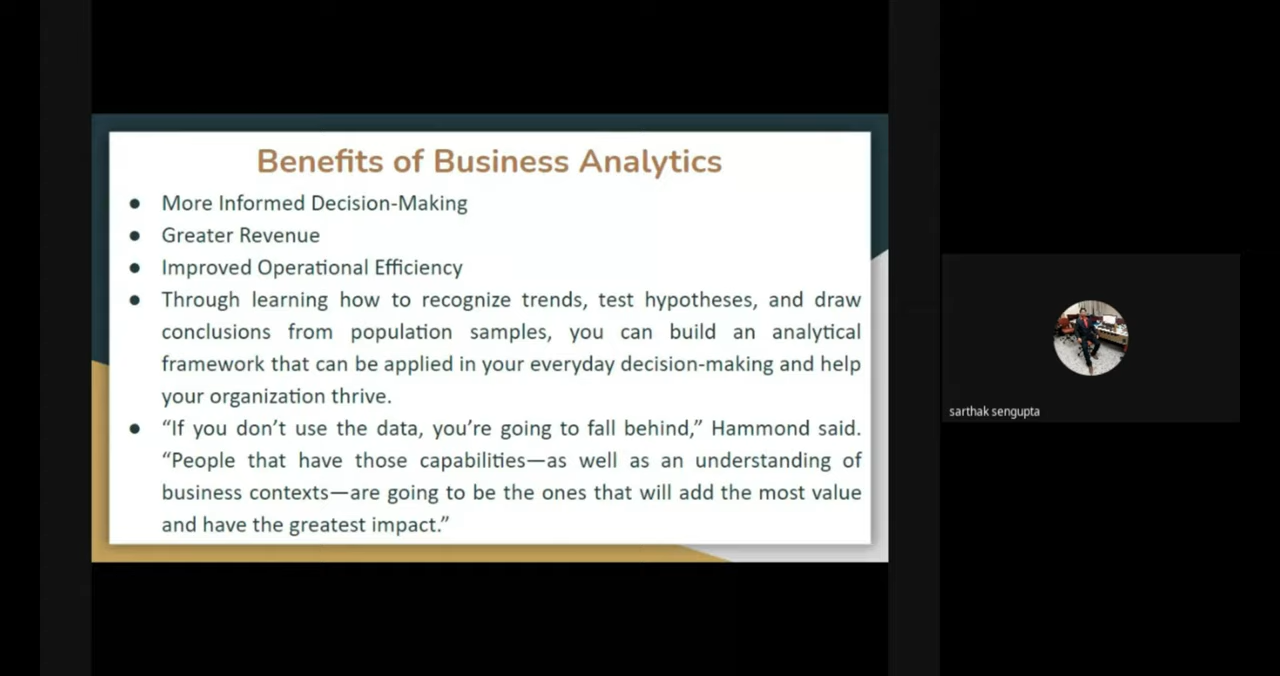 Benefits of Business Analytics
● More Informed Decision-Making
● Greater Revenue
● Improved Operational Efficiency
● Through learning how to recognize trends, test hypotheses, and draw
conclusions from population samples, you can build an analytical
framework that can be applied in your everyday decision-making and help
your organization thrive.
● “If you don’t use the data, you’re going to fall behind,” Hammond said.
“People that have those capabilities—as well as an understanding of
business contexts—are going to be the ones that will add the most value
and have the greatest impact.”
sarthak sengupta